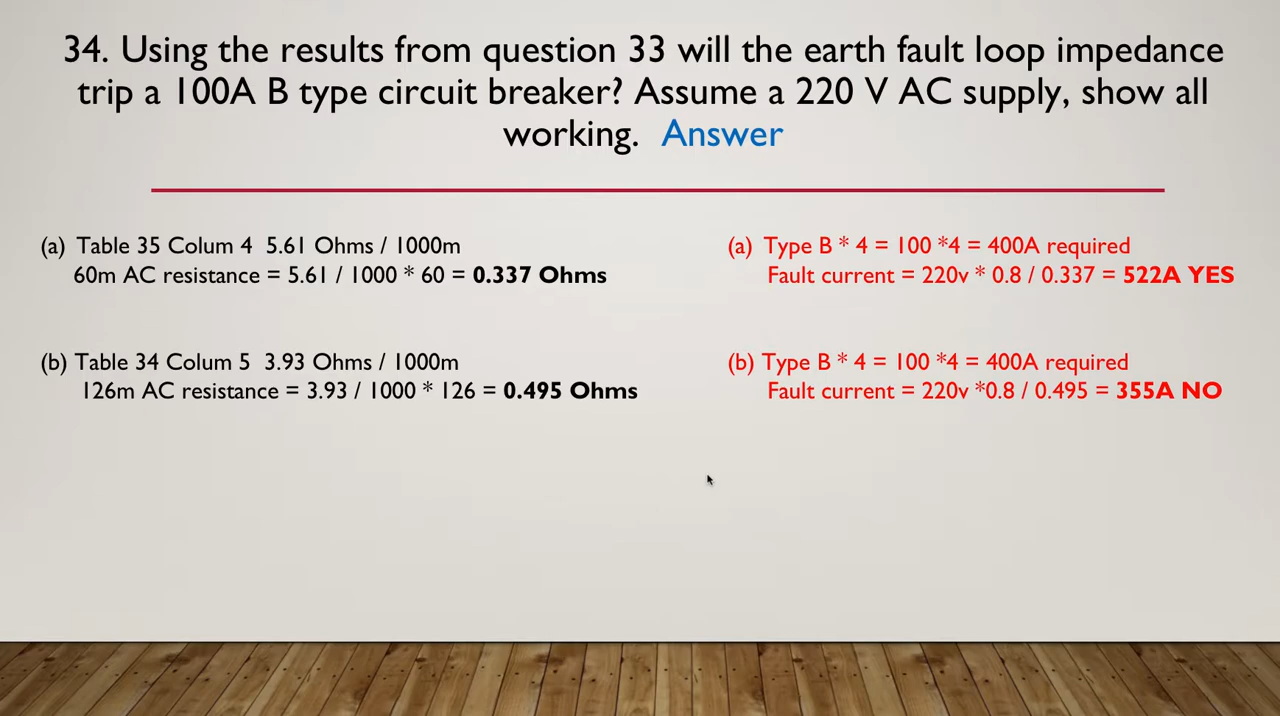 34. Using the results from question 33 will the earth fault loop impedance
trip a 100A B type circuit breaker? Assume a 220 V AC supply, show all
working. Answer
(a) Table 35 Colum 4 5.61 Ohms / 1000m
60m AC resistance = 5.61 / 1000 * 60 = 0.337 Ohms
(b) Table 34 Colum 5 3.93 Ohms / 1000m
126m AC resistance = 3.93 / 1000 * 126 = 0.495 Ohms
(a) Type B * 4 = 100 *4 = 400A required
Fault current = 220v * 0.8 / 0.337 = 522A YES
(b) Type B * 4 = 100 *4 = 400A required
Fault current = 220v *0.8 / 0.495 = 355A NO